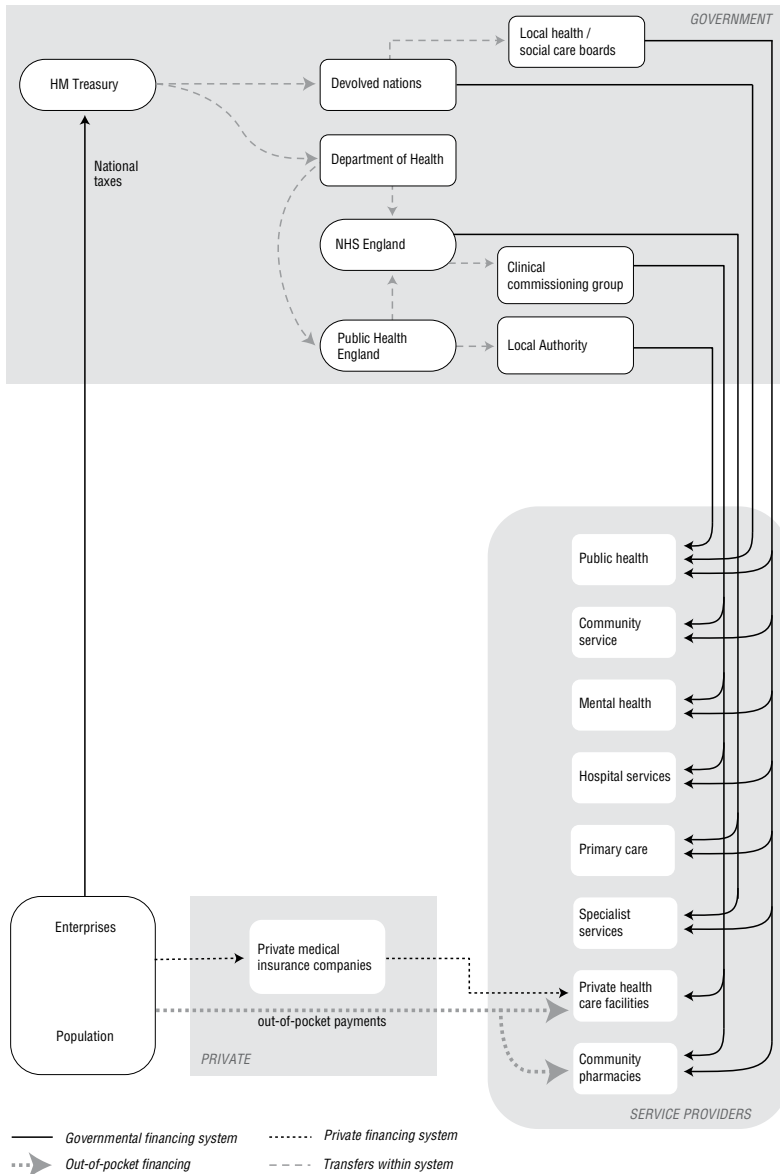 GOVERNMENT
Local health /
social care boards
HM Treasury
Devolved nations
National
taxes
Department of Health
NHS England
Clinical
commissioning group
Public Health
England
Local Authority
Public health
Community
service
Mental health
Hospital services
Primary care
Specialist
services
Enterprises
Private medical
insurance companies
Private health
care facilities
out-of-pocket payments
Population
PRIVATE
Community
pharmacies
SERVICE PROVIDERS
Governmental financing system
Private financing system
Out-of-pocket financing
Transfers within system